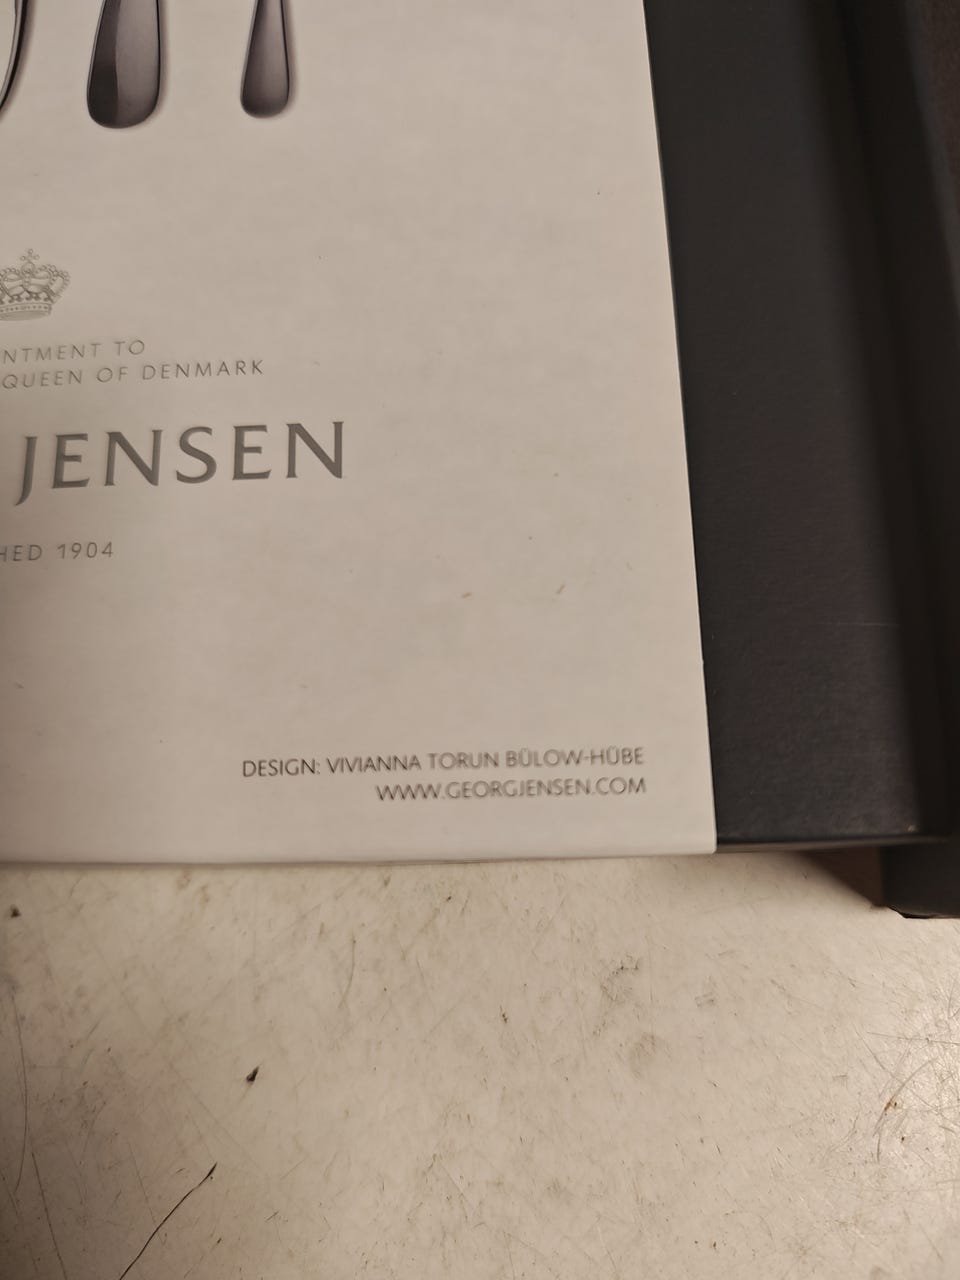 NTMENT TO
QUEEN OF DENMARK
JENSEN
HED 1904
DESIGN: VIVIANNA TORUN BÜLOW-HÜBE
WWW.GEORGJENSEN.COM